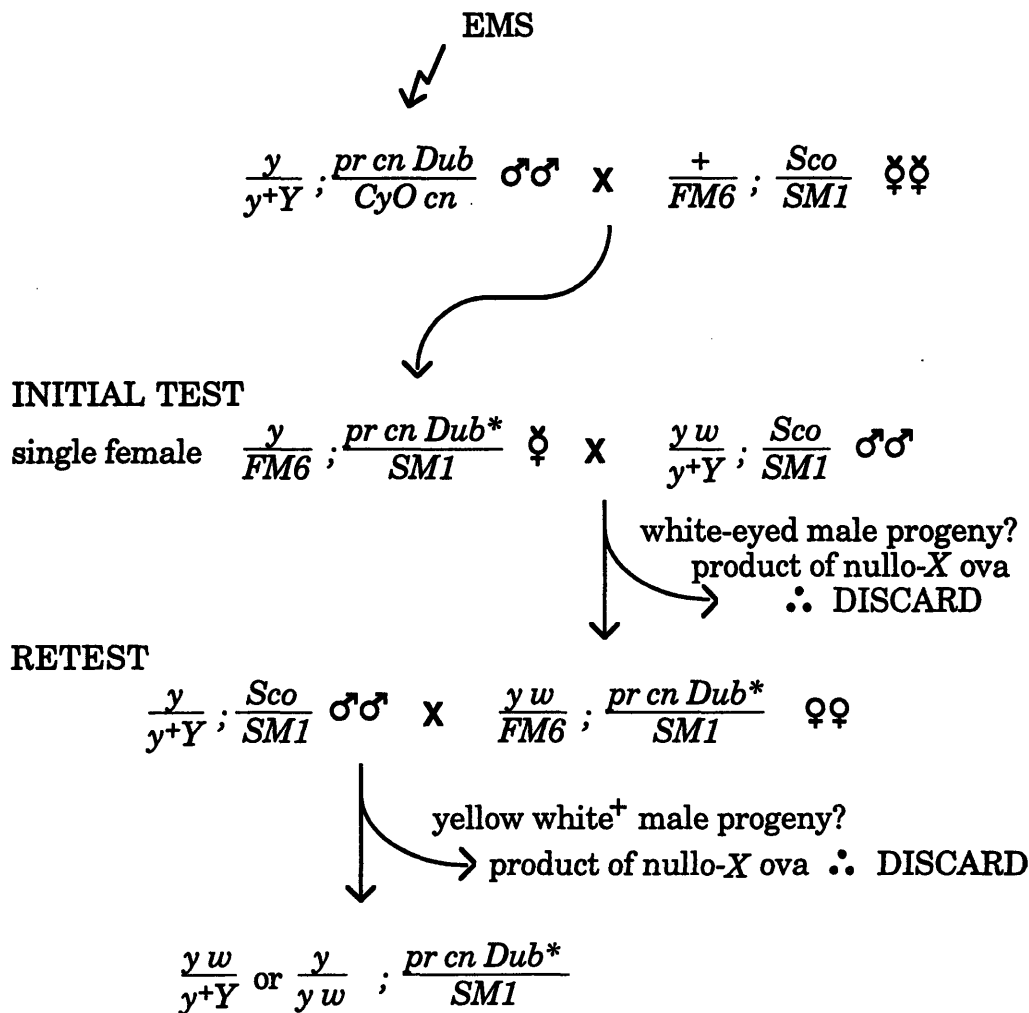 EMS
y/y+Y ; pr cn Dub/CyO cn ♂♂ X +/FM6 ; Sco/SM1 ☿☿
INITIAL TEST
single female y/FM6 ; pr cn Dub*/SM1 ☿ X y w/y+Y ; Sco/SM1 ♂♂
white-eyed male progeny?
product of nullo-X ova
∴ DISCARD
RETEST
y/y+Y ; Sco/SM1 ♂♂ X y w/FM6 ; pr cn Dub*/SM1 ♀♀
yellow white+ male progeny?
product of nullo-X ova ∴ DISCARD
y w/y+Y or y/y w ; pr cn Dub*/SM1